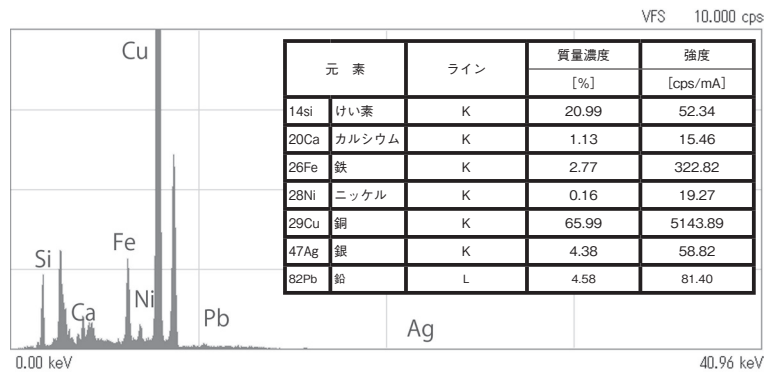 VFS 10.000 cps
Cu
Si
Ca
Fe
Ni
Pb
Ag
元 素 ライン 質量濃度 強度
[%] [cps/mA]
14si けい素 K 20.99 52.34
20Ca カルシウム K 1.13 15.46
26Fe 鉄 K 2.77 322.82
28Ni ニッケル K 0.16 19.27
29Cu 銅 K 65.99 5143.89
47Ag 銀 K 4.38 58.82
82Pb 鉛 L 4.58 81.40
0.00 keV 40.96 keV